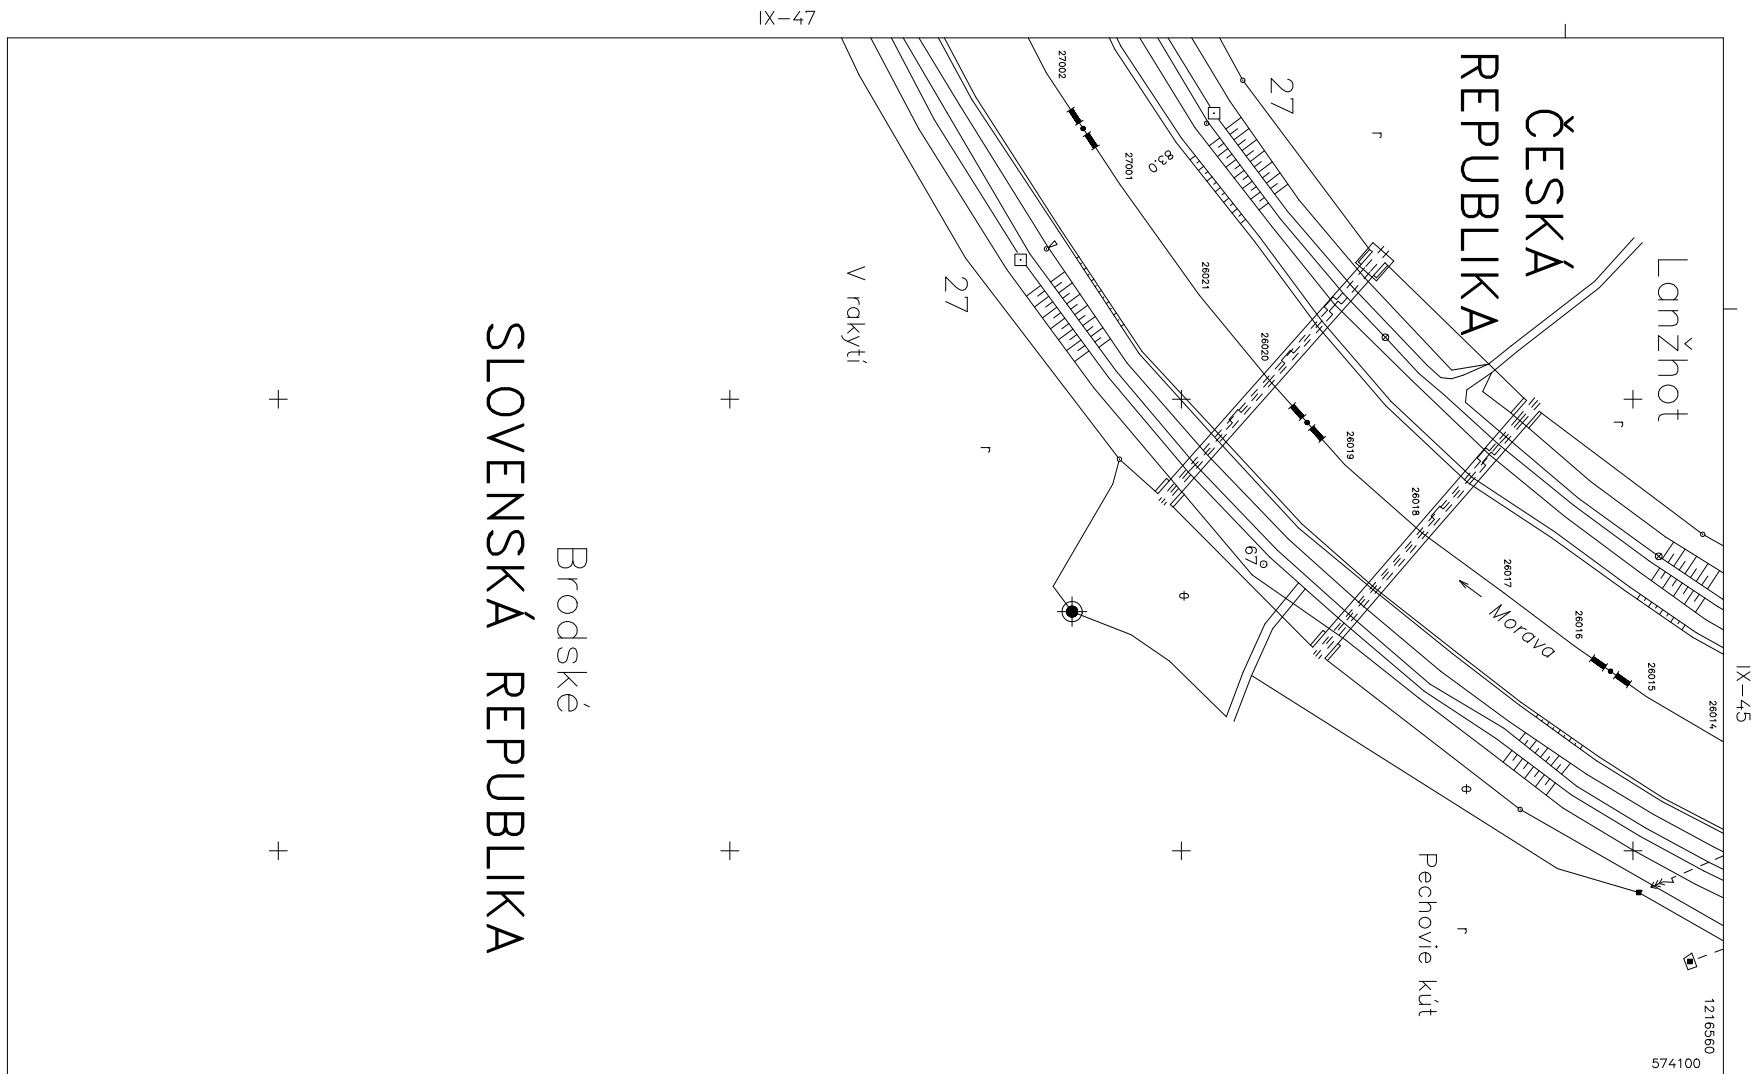 IX-47
ČESKÁ
REPUBLIKA
Lanžhot
27
27002
27001
83.0
26021
26020
26019
26018
26017
26016
26015
26014
Morava
IX-45
27
V rakytí
67
SLOVENSKÁ REPUBLIKA
Brodské
Pechovie kút
1216560
574100